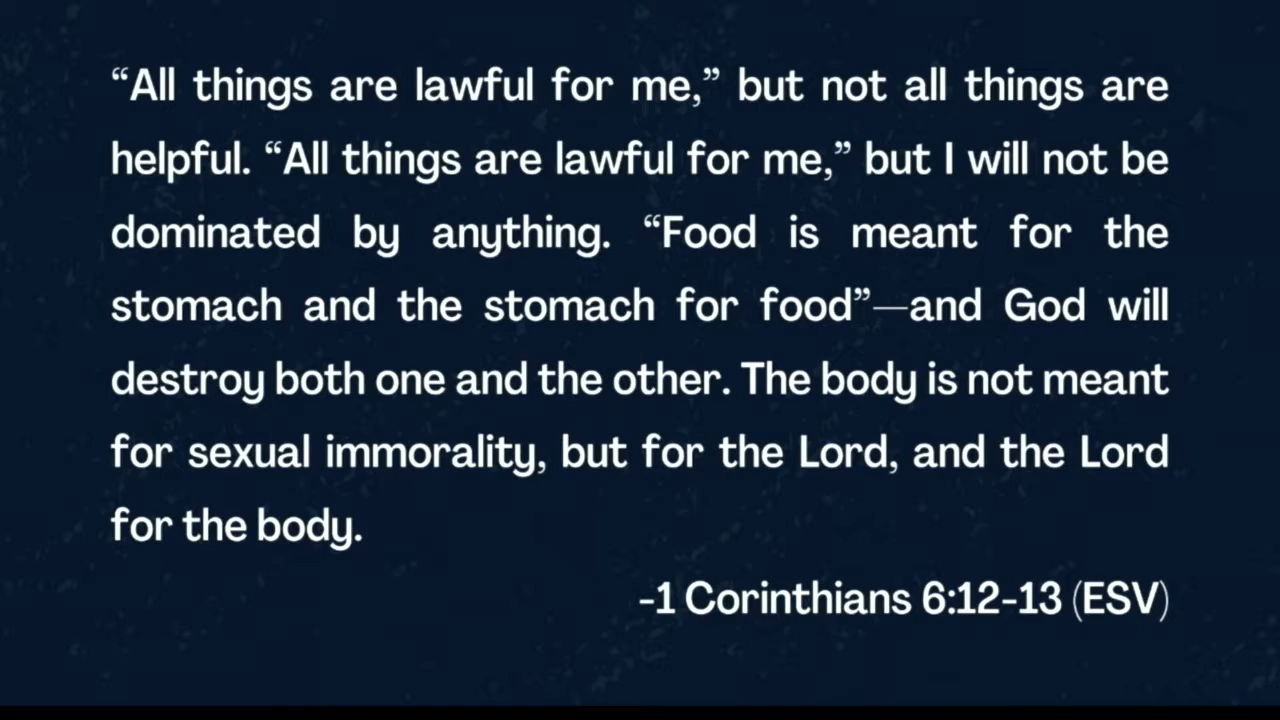 “All things are lawful for me,” but not all things are
helpful. “All things are lawful for me,” but I will not be
dominated by anything. “Food is meant for the
stomach and the stomach for food”—and God will
destroy both one and the other. The body is not meant
for sexual immorality, but for the Lord, and the Lord
for the body.
-1 Corinthians 6:12-13 (ESV)